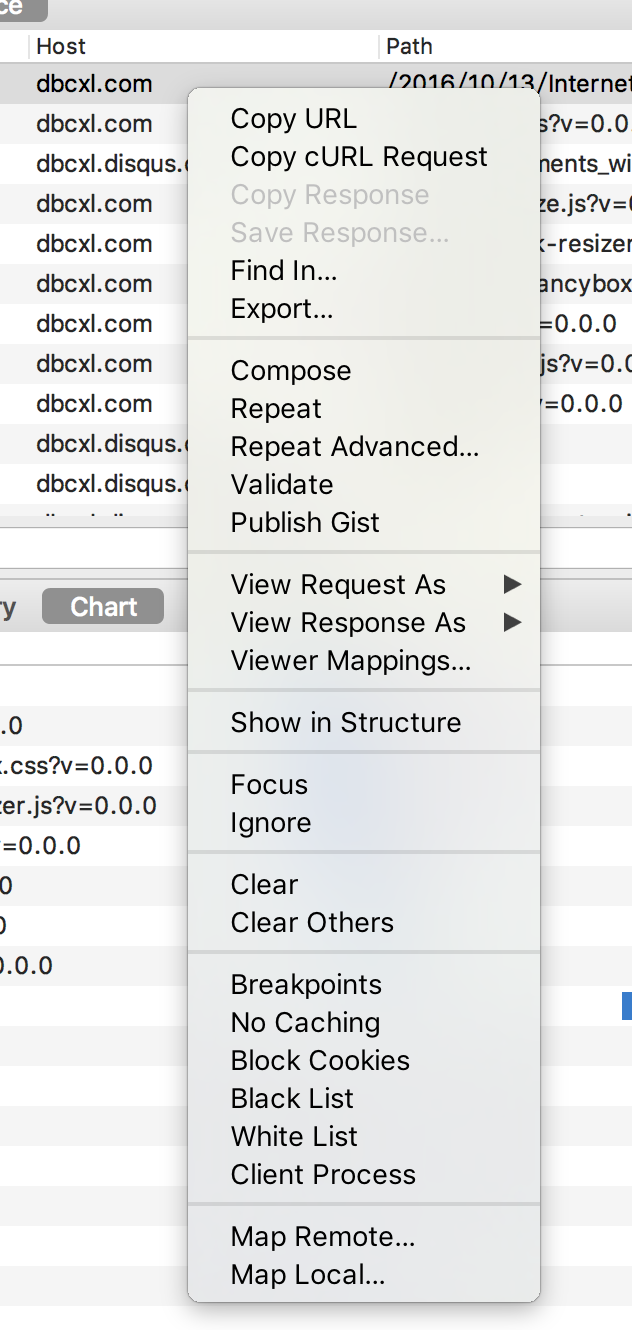 ce
Host Path
dbcxl.com /2016/10/13/Internet
dbcxl.com s?v=0.0
dbcxl.disqus. ments_wi
dbcxl.com ze.js?v=
dbcxl.com k-resizer
dbcxl.com ancybox
dbcxl.com =0.0.0
dbcxl.com js?v=0.0
dbcxl.com =0.0.0
dbcxl.disqus.
dbcxl.disqus.
Copy URL
Copy cURL Request
Copy Response
Save Response...
Find In...
Export...
Compose
Repeat
Repeat Advanced...
Validate
Publish Gist
View Request As
View Response As
Viewer Mappings...
Show in Structure
Focus
Ignore
Clear
Clear Others
Breakpoints
No Caching
Block Cookies
Black List
White List
Client Process
Map Remote...
Map Local...
ry Chart
.0
x.css?v=0.0.0
zer.js?v=0.0.0
=0.0.0
0
0.0.0